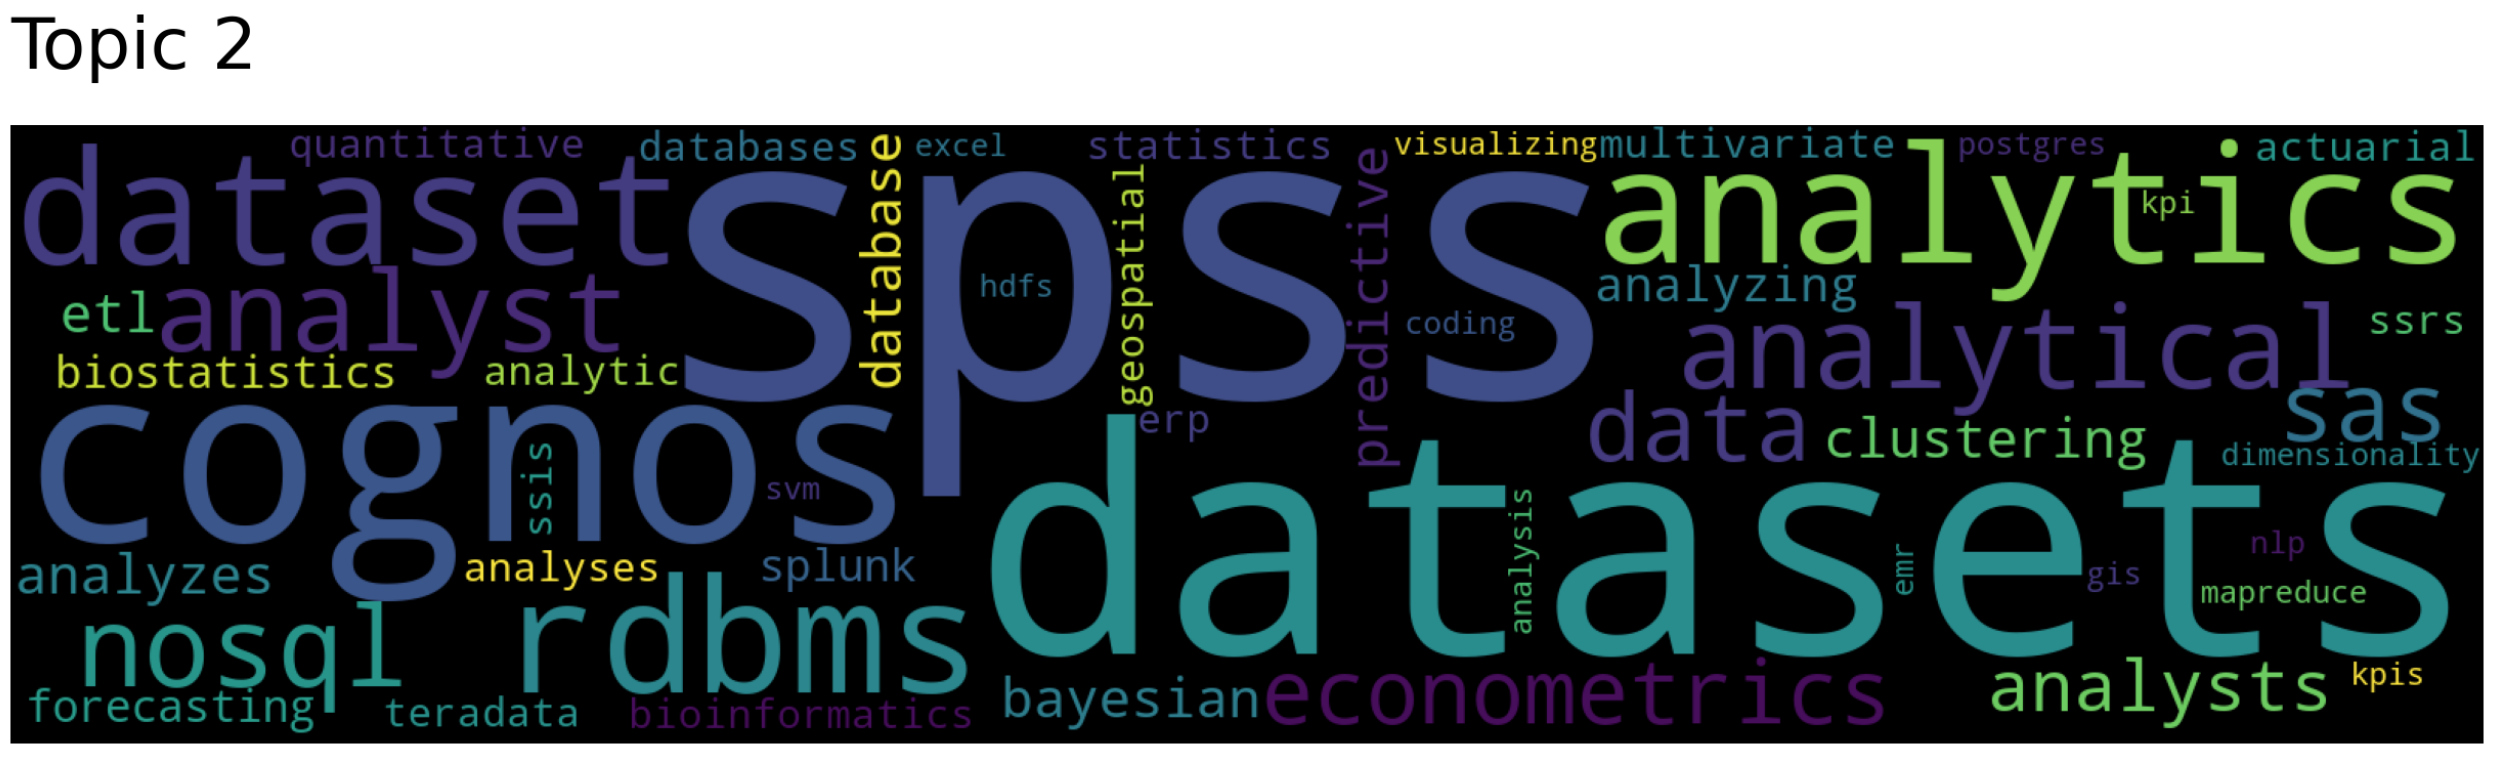 Topic 2
quantitative
databases
database
excel
statistics
visualizing
multivariate
postgres
actuarial
dataset
spss
geospatial
predictive
analytics
kpi
hdfs
analyst
etl
analyzing
coding
analytical
ssrs
biostatistics
analytic
erp
data
sas
clustering
dimensionality
cognos
ssis
svm
datasets
analysis
emr
nlp
gis
mapreduce
analyzes
analyses
splunk
nosql
rdbms
forecasting
teradata
bioinformatics
bayesian
econometrics
analysts
kpis